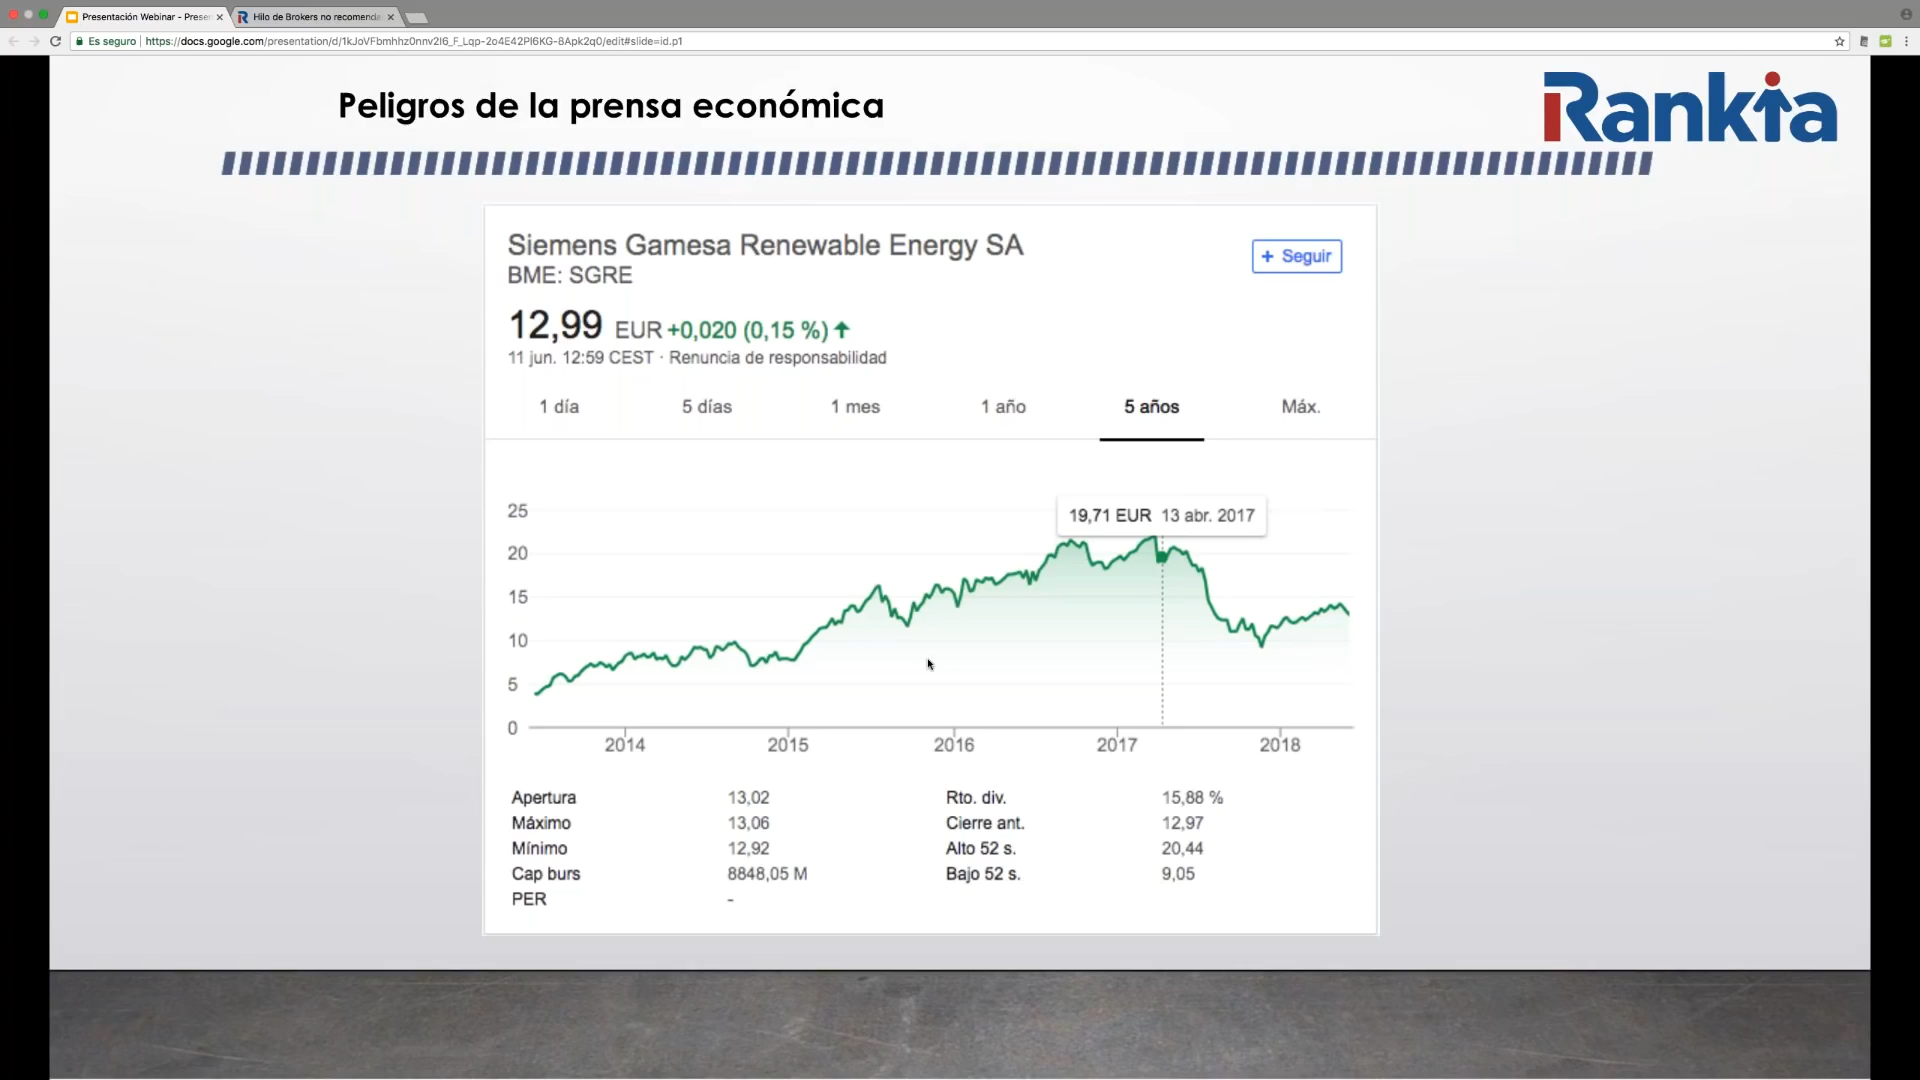 Presentación Webinar - Presen
Hilo de Brokers no recomenda
Es seguro
https://docs.google.com/presentation/d/1kJoVFbmhhz0nnv2I6_F_Lqp-2o4E42PI6KG-8Apk2q0/edit#slide=id.p1
Peligros de la prensa económica
Rankia
Siemens Gamesa Renewable Energy SA
BME: SGRE
+ Seguir
12,99 EUR +0,020 (0,15 %)
11 jun. 12:59 CEST · Renuncia de responsabilidad
1 día 5 días 1 mes 1 año 5 años Máx.
19,71 EUR 13 abr. 2017
25
20
15
10
5
0
2014 2015 2016 2017 2018
Apertura 13,02 Rto. div. 15,88 %
Máximo 13,06 Cierre ant. 12,97
Mínimo 12,92 Alto 52 s. 20,44
Cap burs 8848,05 M Bajo 52 s. 9,05
PER -